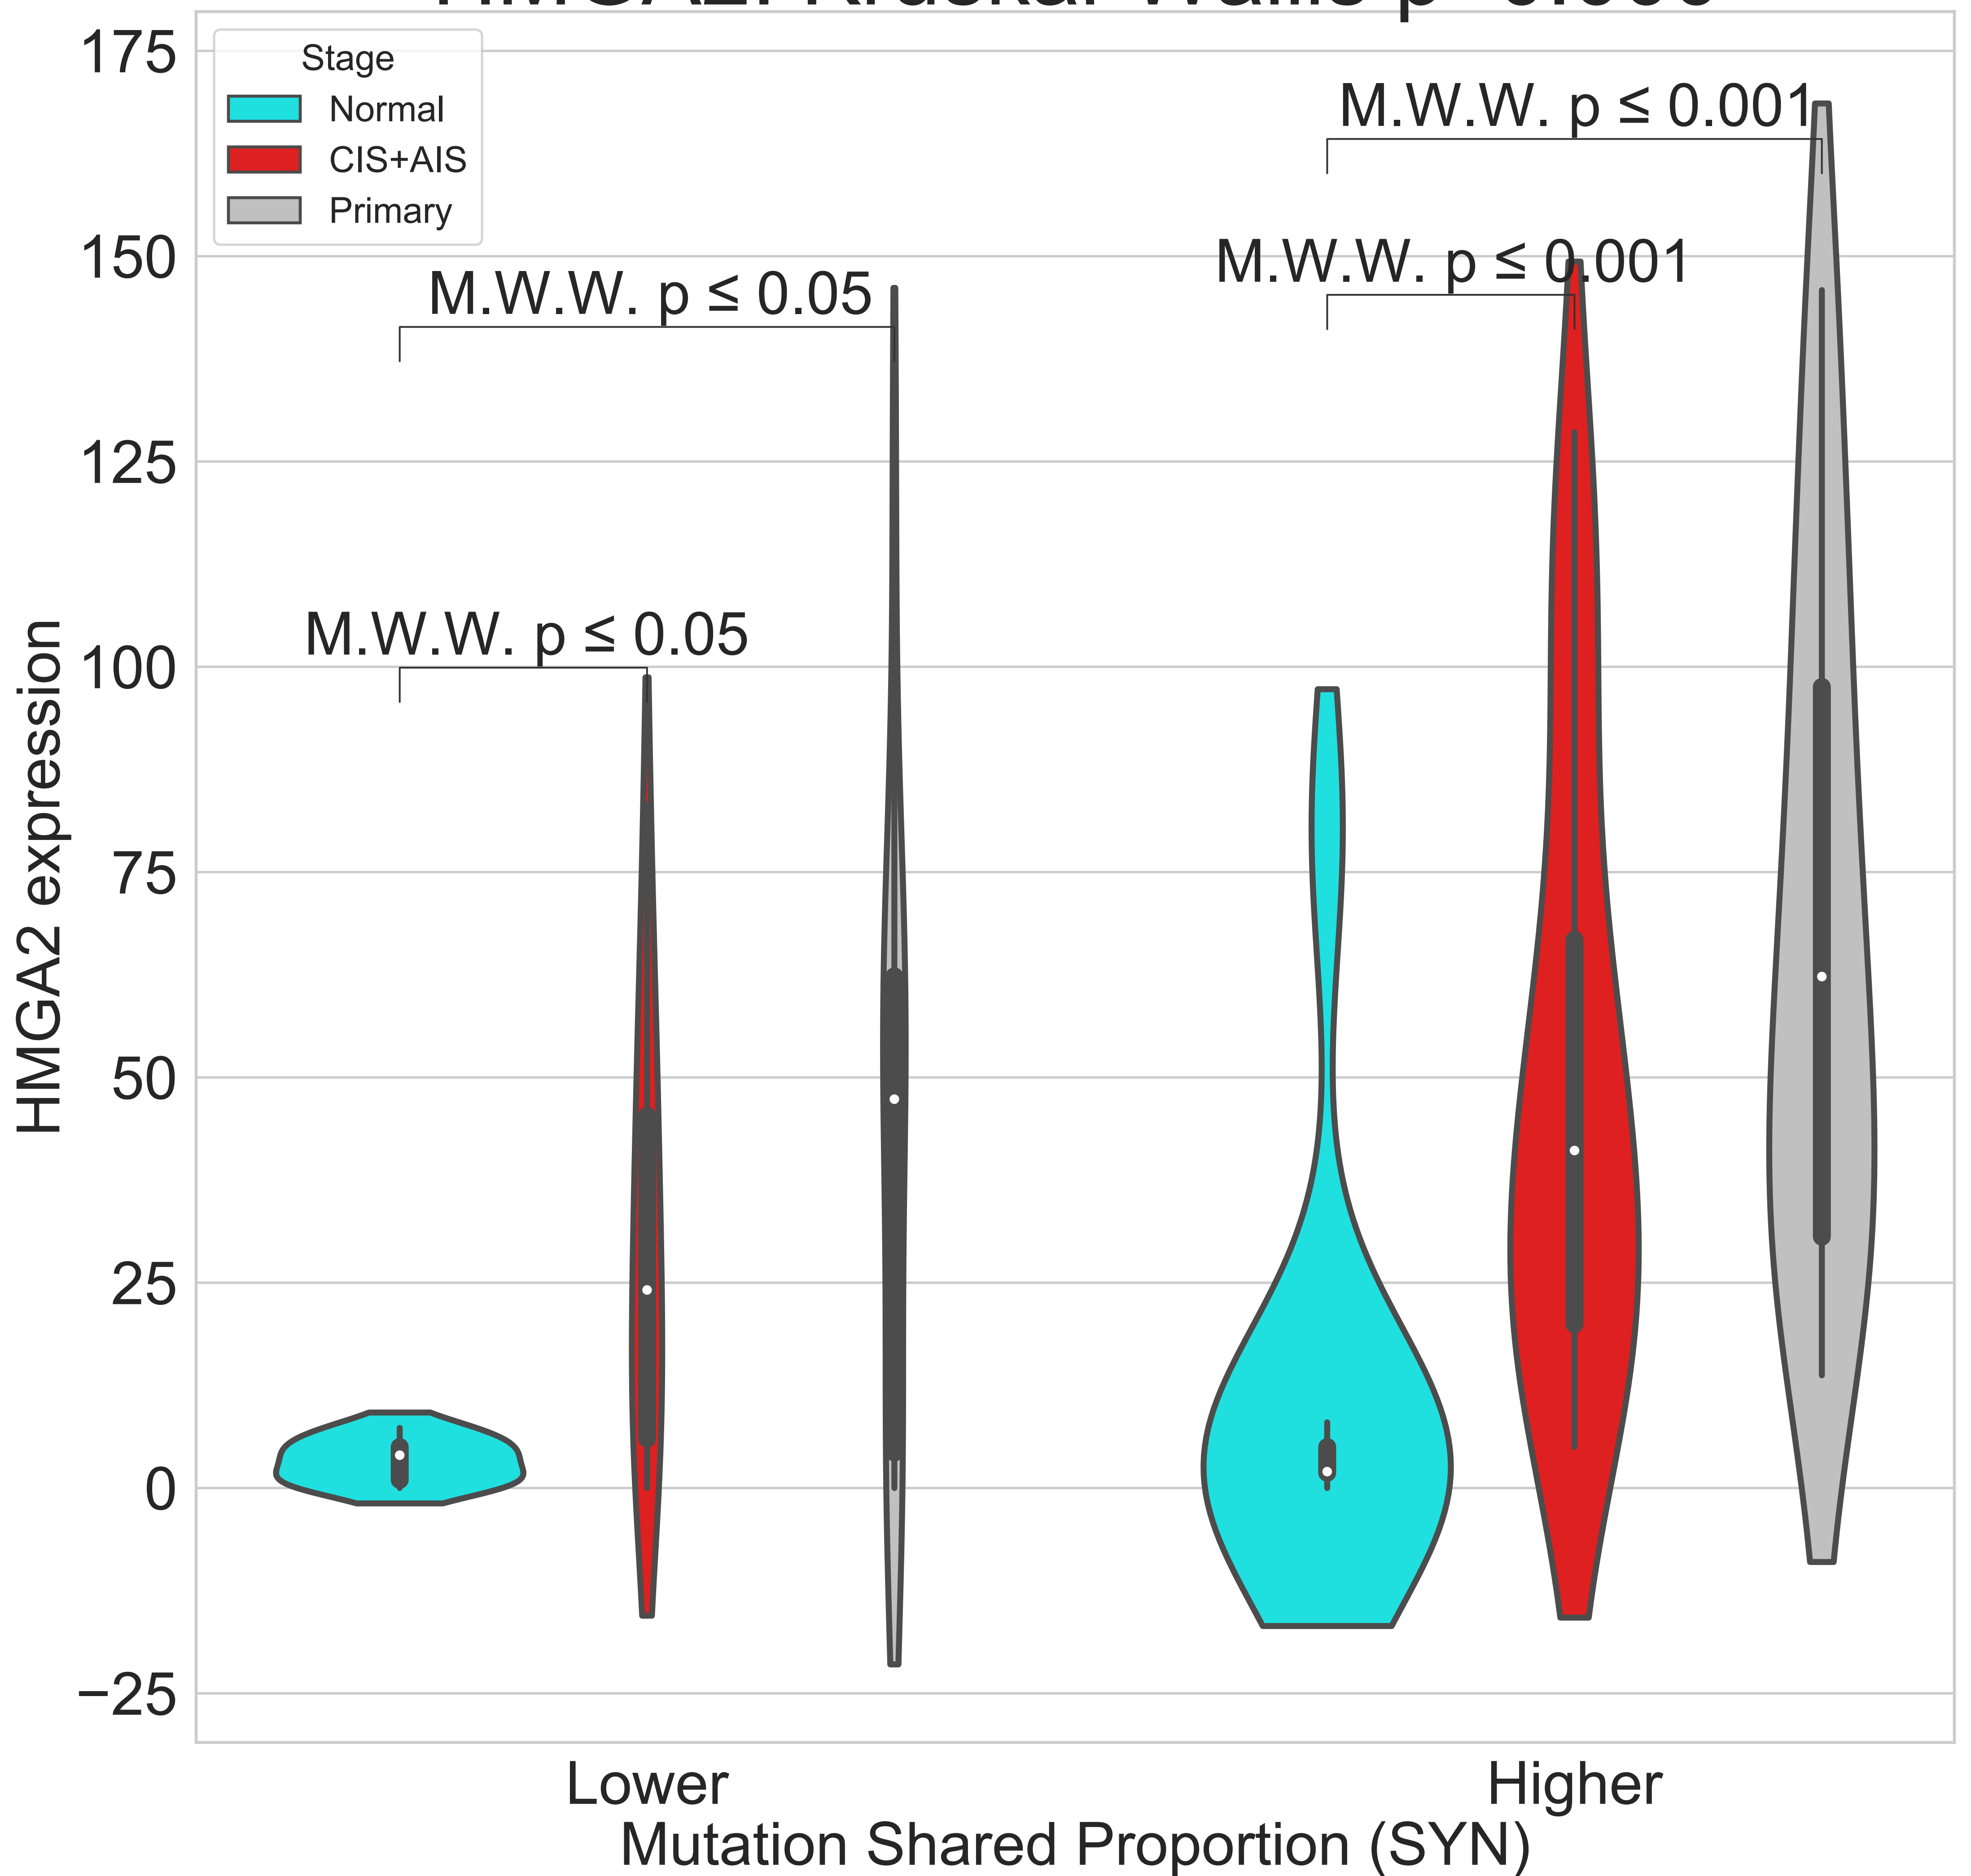 175
Stage
Normal
CIS+AIS
Primary
M.W.W. p ≤ 0.001
150
M.W.W. p ≤ 0.001
M.W.W. p ≤ 0.05
125
M.W.W. p ≤ 0.05
100
HMGA2 expression
75
50
25
0
−25
Lower
Higher
Mutation Shared Proportion (SYN)